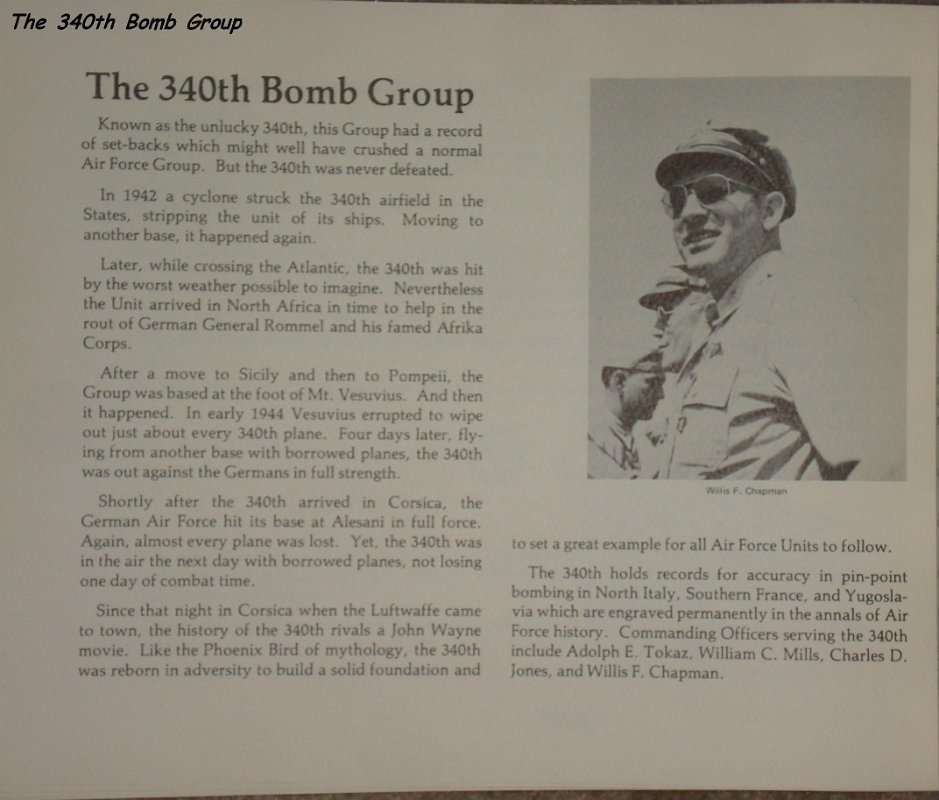 The 340th Bomb Group
The 340th Bomb Group
Known as the unlucky 340th, this Group had a record
of set-backs which might well have crushed a normal
Air Force Group. But the 340th was never defeated.
In 1942 a cyclone struck the 340th airfield in the
States, stripping the unit of its ships. Moving to
another base, it happened again.
Later, while crossing the Atlantic, the 340th was hit
by the worst weather possible to imagine. Nevertheless
the Unit arrived in North Africa in time to help in the
rout of German General Rommel and his famed Afrika
Corps.
After a move to Sicily and then to Pompeii, the
Group was based at the foot of Mt. Vesuvius. And then
it happened. In early 1944 Vesuvius errupted to wipe
out just about every 340th plane. Four days later, fly-
ing from another base with borrowed planes, the 340th
was out against the Germans in full strength.
Shortly after the 340th arrived in Corsica, the
German Air Force hit its base at Alesani in full force.
Again, almost every plane was lost. Yet, the 340th was
in the air the next day with borrowed planes, not losing
one day of combat time.
Since that night in Corsica when the Luftwaffe came
to town, the history of the 340th rivals a John Wayne
movie. Like the Phoenix Bird of mythology, the 340th
was reborn in adversity to build a solid foundation and
Willis F. Chapman
to set a great example for all Air Force Units to follow.
The 340th holds records for accuracy in pin-point
bombing in North Italy, Southern France, and Yugosla-
via which are engraved permanently in the annals of Air
Force history. Commanding Officers serving the 340th
include Adolph E. Tokaz, William C. Mills, Charles D.
Jones, and Willis F. Chapman.